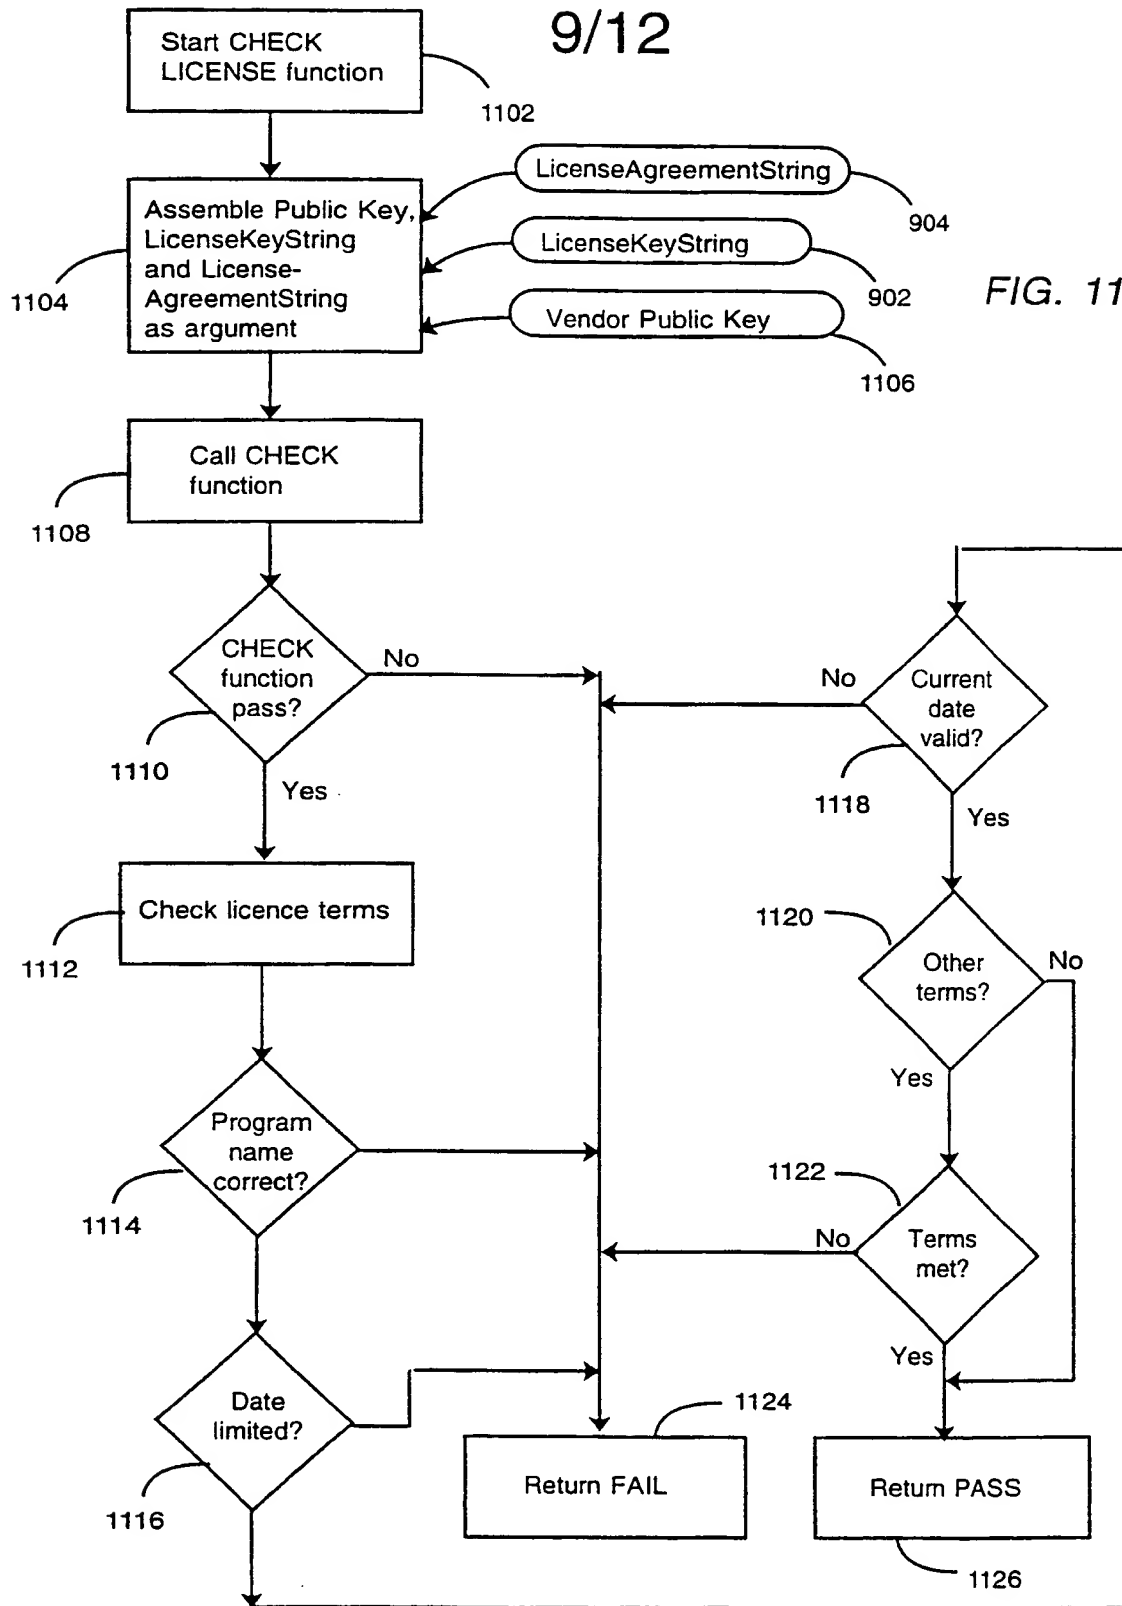 9/12
Start CHECK
LICENSE function
1102
LicenseAgreementString
904
Assemble Public Key,
LicenseKeyString
and License-
AgreementString
as argument
1104
LicenseKeyString
902
FIG. 11
Vendor Public Key
1106
Call CHECK
function
1108
CHECK
function
pass?
No
1110
Yes
No
Current
date
valid?
1118
Yes
Check licence terms
1112
1120
Other
terms?
No
Yes
Program
name
correct?
1114
1122
No
Terms
met?
Yes
Date
limited?
1116
1124
Return FAIL
Return PASS
1126